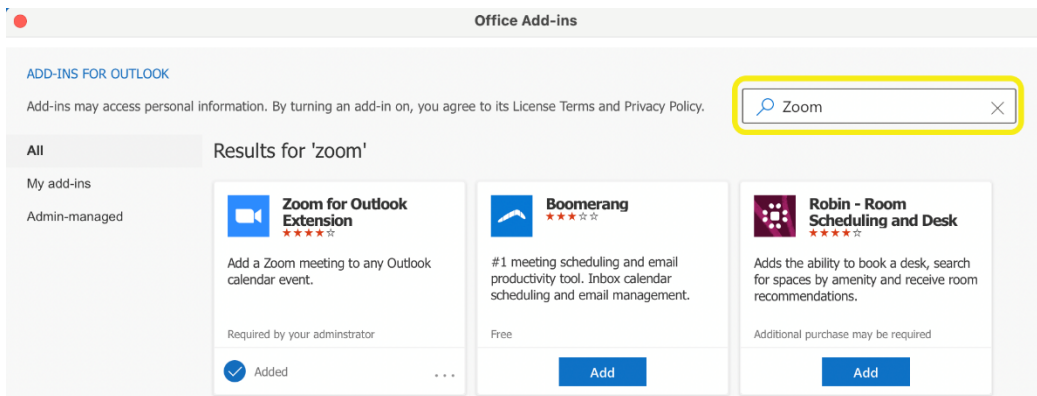 Office Add-ins
ADD-INS FOR OUTLOOK
Add-ins may access personal information. By turning an add-in on, you agree to its License Terms and Privacy Policy.
Zoom
All
My add-ins
Admin-managed
Results for 'zoom'
Zoom for Outlook
Extension
Add a Zoom meeting to any Outlook
calendar event.
Required by your adminstrator
Added
...
Boomerang
#1 meeting scheduling and email
productivity tool. Inbox calendar
scheduling and email management.
Free
Add
Robin - Room
Scheduling and Desk
Adds the ability to book a desk, search
for spaces by amenity and receive room
recommendations.
Additional purchase may be required
Add